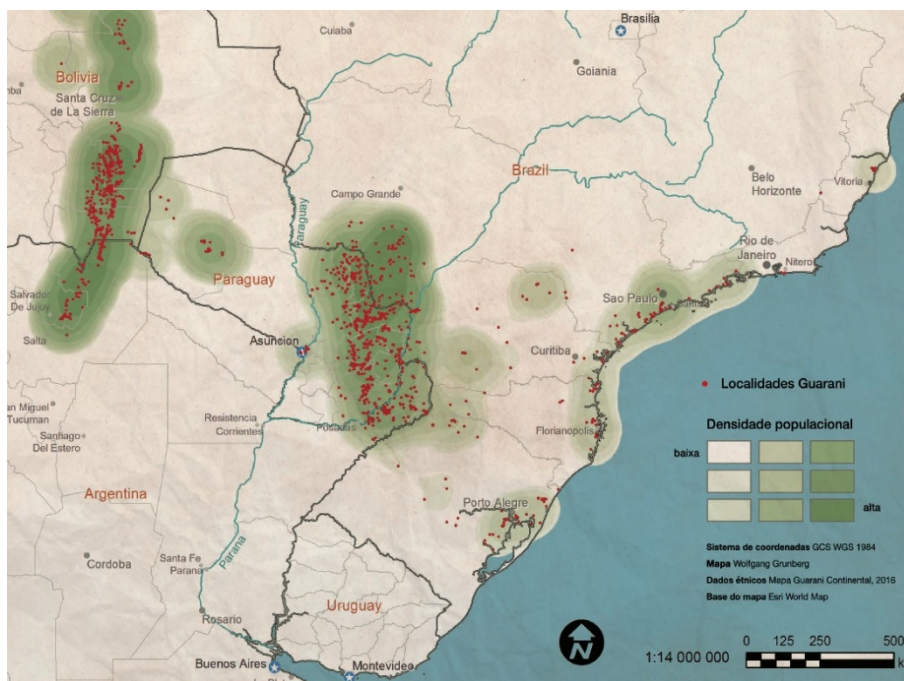 Brasilia
Cuiaba
Goiania
Bolivia
Santa Cruz
de La Sierra
Brazil
Belo
Horizonte
Vitoria
Campo Grande
Paraguay
Rio de
Janeiro
Niteroi
Paraguay
Sao Paulo
Salvador
De Jujuy
Salta
Asuncion
Curitiba
Localidades Guarani
an Miguel
Tucuman
Resistencia
Corrientes
Posadas
Florianopolis
Densidade populacional
baixa
Santiago
Del Estero
Argentina
Porto Alegre
alta
Cordoba
Parana
Santa Fe
Parana
Sistema de coordenadas GCS WGS 1984
Mapa Wolfgang Grunberg
Dados étnicos Mapa Guarani Continental, 2016
Base do mapa Esri World Map
Uruguay
Rosario
N
1:14 000 000
0 125 250 500
k
Buenos Aires
Montevideo